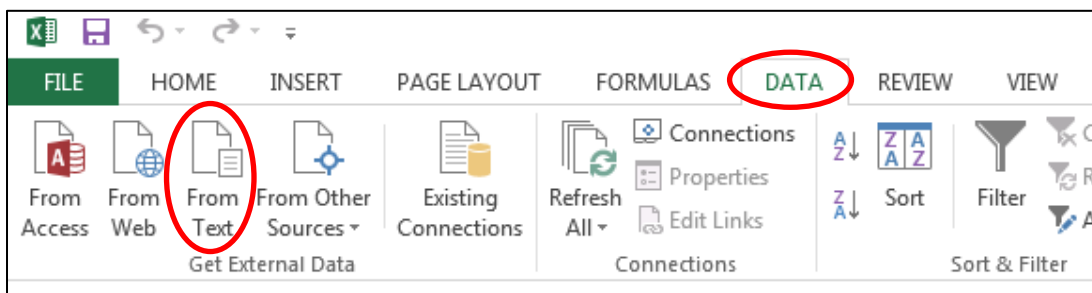 FILE HOME INSERT PAGE LAYOUT FORMULAS DATA REVIEW VIEW
From Access
From Web
From Text
From Other Sources
Existing Connections
Get External Data
Refresh All
Connections
Properties
Edit Links
Connections
Sort
Filter
Sort & Filter